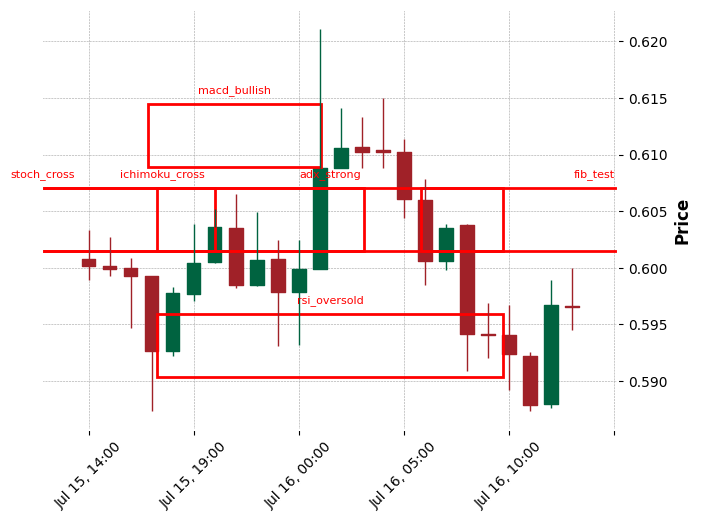 0.620
macd_bullish
0.615
0.610
stoch_cross
ichimoku_cross
adx_strong
fib_test
0.605
Price
0.600
rsi_oversold
0.595
0.590
Jul 15, 14:00
Jul 15, 19:00
Jul 16, 00:00
Jul 16, 05:00
Jul 16, 10:00